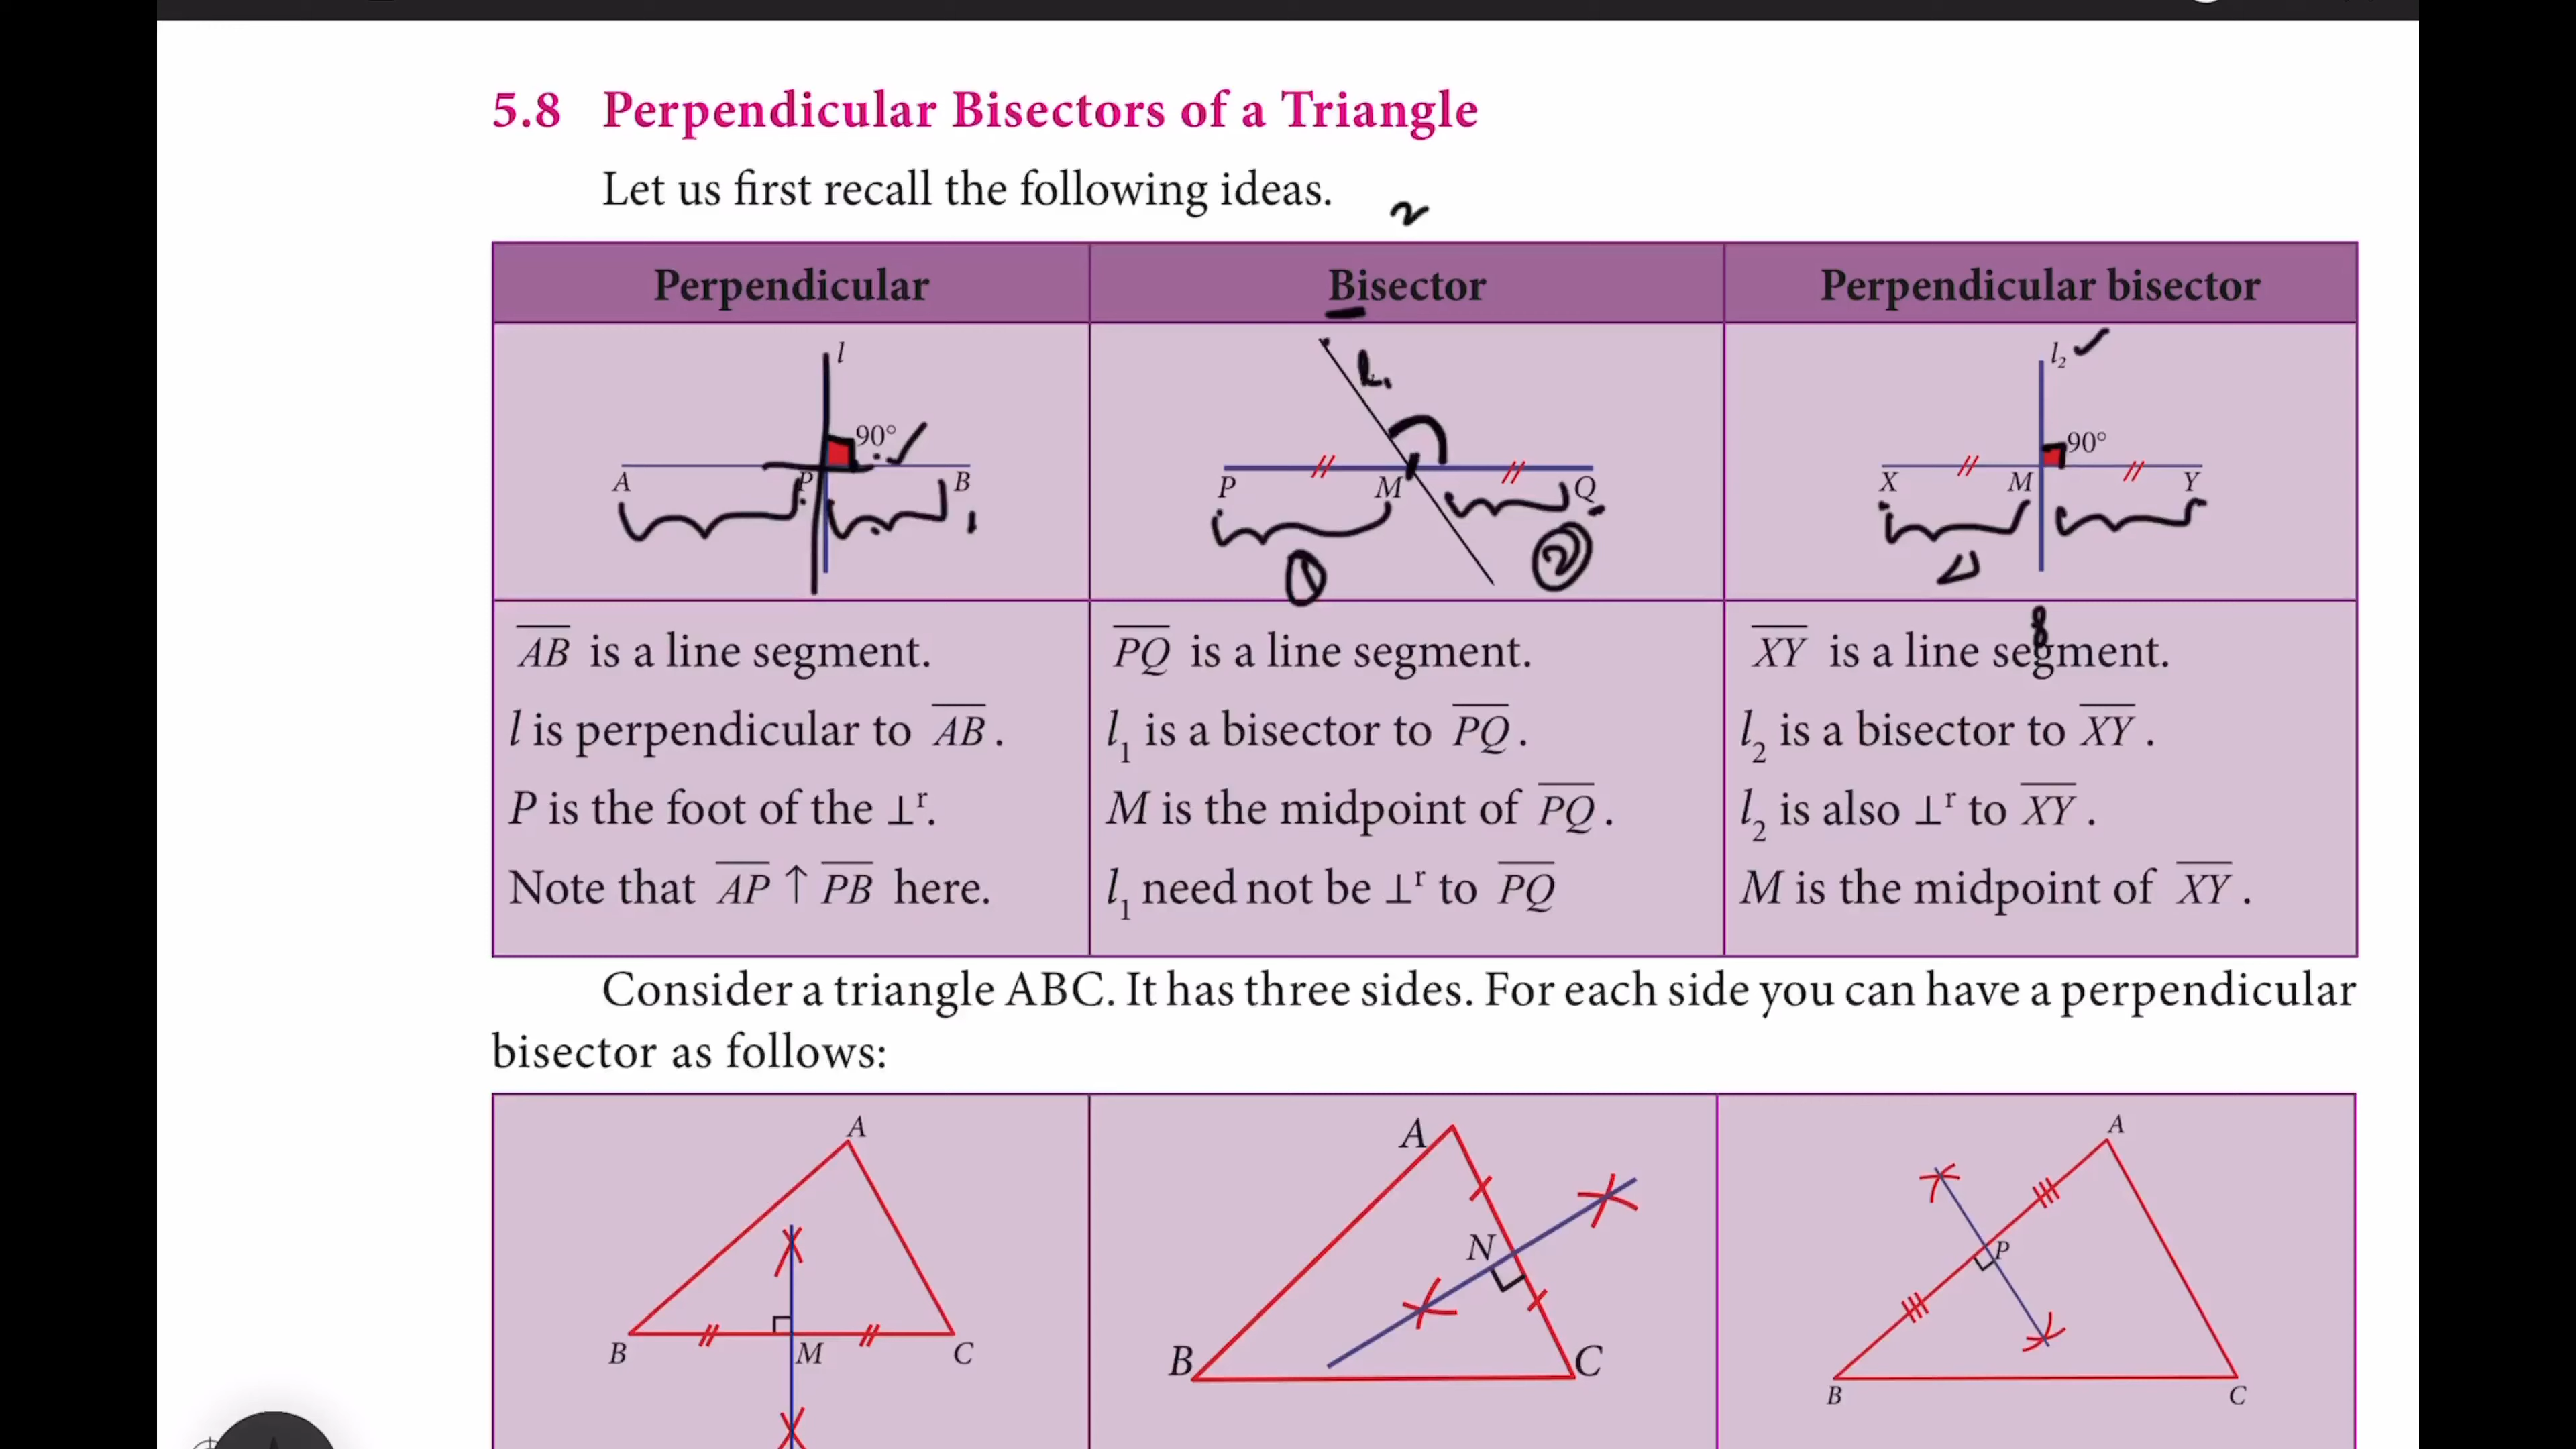 5.8 Perpendicular Bisectors of a Triangle
Let us first recall the following ideas.
2
Perpendicular
Bisector
Perpendicular bisector
l
90°
A
P
B
l₁
P
M
Q
1
2
l₂
90°
X
M
Y
AB is a line segment.
l is perpendicular to AB.
P is the foot of the ⊥ʳ.
Note that AP ↑ PB here.
PQ is a line segment.
l₁ is a bisector to PQ.
M is the midpoint of PQ.
l₁ need not be ⊥ʳ to PQ
XY is a line segment.
l₂ is a bisector to XY.
l₂ is also ⊥ʳ to XY.
M is the midpoint of XY.
Consider a triangle ABC. It has three sides. For each side you can have a perpendicular
bisector as follows:
A
B
M
C
A
N
B
C
A
P
B
C